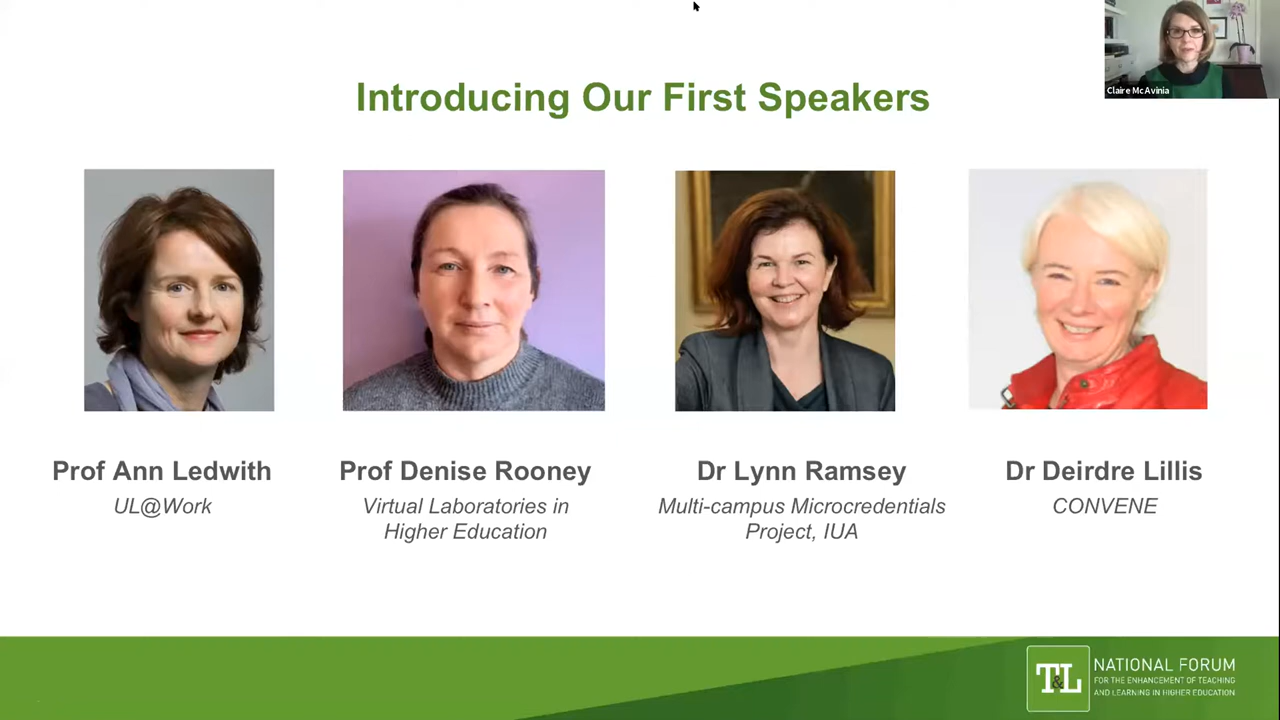 Claire McAvinia
Introducing Our First Speakers
Prof Ann Ledwith
UL@Work
Prof Denise Rooney
Virtual Laboratories in
Higher Education
Dr Lynn Ramsey
Multi-campus Microcredentials
Project, IUA
Dr Deirdre Lillis
CONVENE
T&L
NATIONAL FORUM
FOR THE ENHANCEMENT OF TEACHING
AND LEARNING IN HIGHER EDUCATION